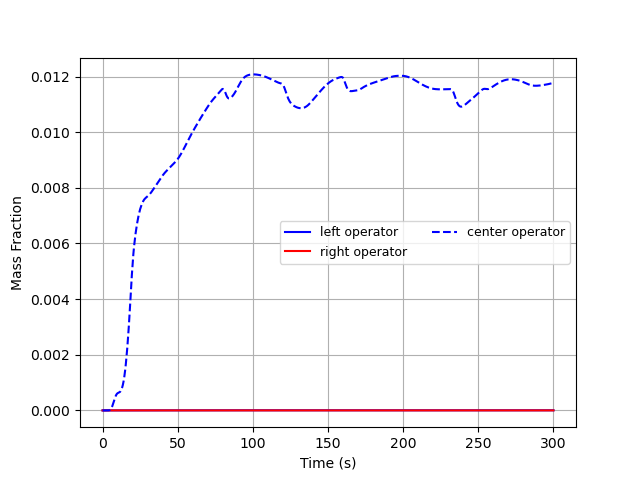 0.012
0.010
0.008
0.006
0.004
0.002
0.000
Mass Fraction
left operator
right operator
center operator
0 50 100 150 200 250 300
Time (s)